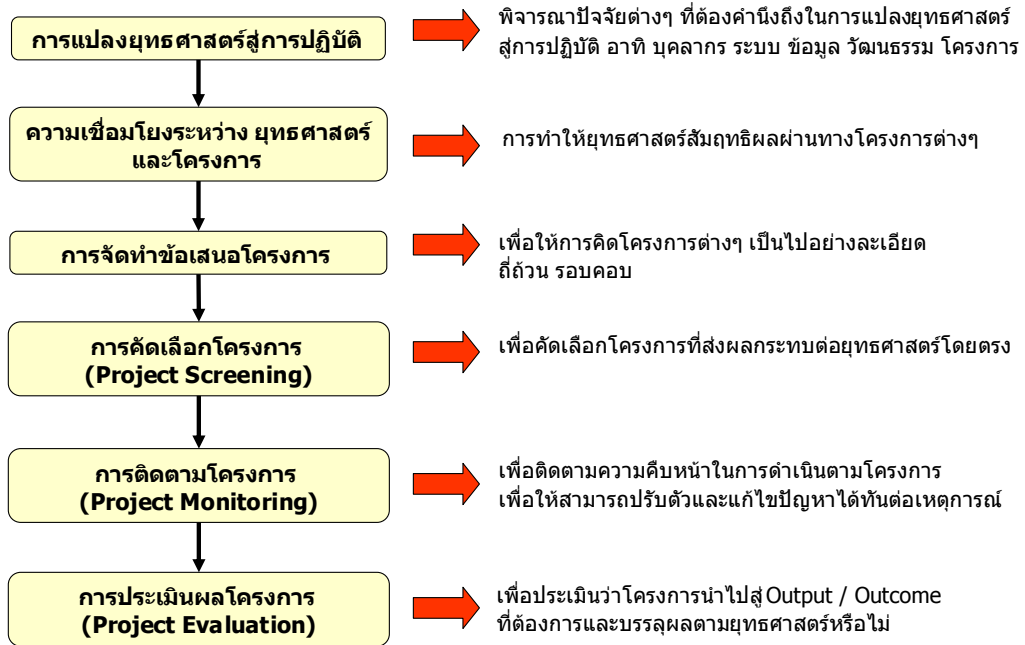 การแปลงยุทธศาสตร์สู่การปฏิบัติ
พิจารณาปัจจัยต่างๆ ที่ต้องคำนึงถึงในการแปลงยุทธศาสตร์
สู่การปฏิบัติ อาทิ บุคลากร ระบบ ข้อมูล วัฒนธรรม โครงการ
ความเชื่อมโยงระหว่าง ยุทธศาสตร์
และโครงการ
การทำให้ยุทธศาสตร์สัมฤทธิผลผ่านทางโครงการต่างๆ
การจัดทำข้อเสนอโครงการ
เพื่อให้การคิดโครงการต่างๆ เป็นไปอย่างละเอียด
ถี่ถ้วน รอบคอบ
การคัดเลือกโครงการ
(Project Screening)
เพื่อคัดเลือกโครงการที่ส่งผลกระทบต่อยุทธศาสตร์โดยตรง
การติดตามโครงการ
(Project Monitoring)
เพื่อติดตามความคืบหน้าในการดำเนินตามโครงการ
เพื่อให้สามารถปรับตัวและแก้ไขปัญหาได้ทันต่อเหตุการณ์
การประเมินผลโครงการ
(Project Evaluation)
เพื่อประเมินว่าโครงการนำไปสู่ Output / Outcome
ที่ต้องการและบรรลุผลตามยุทธศาสตร์หรือไม่